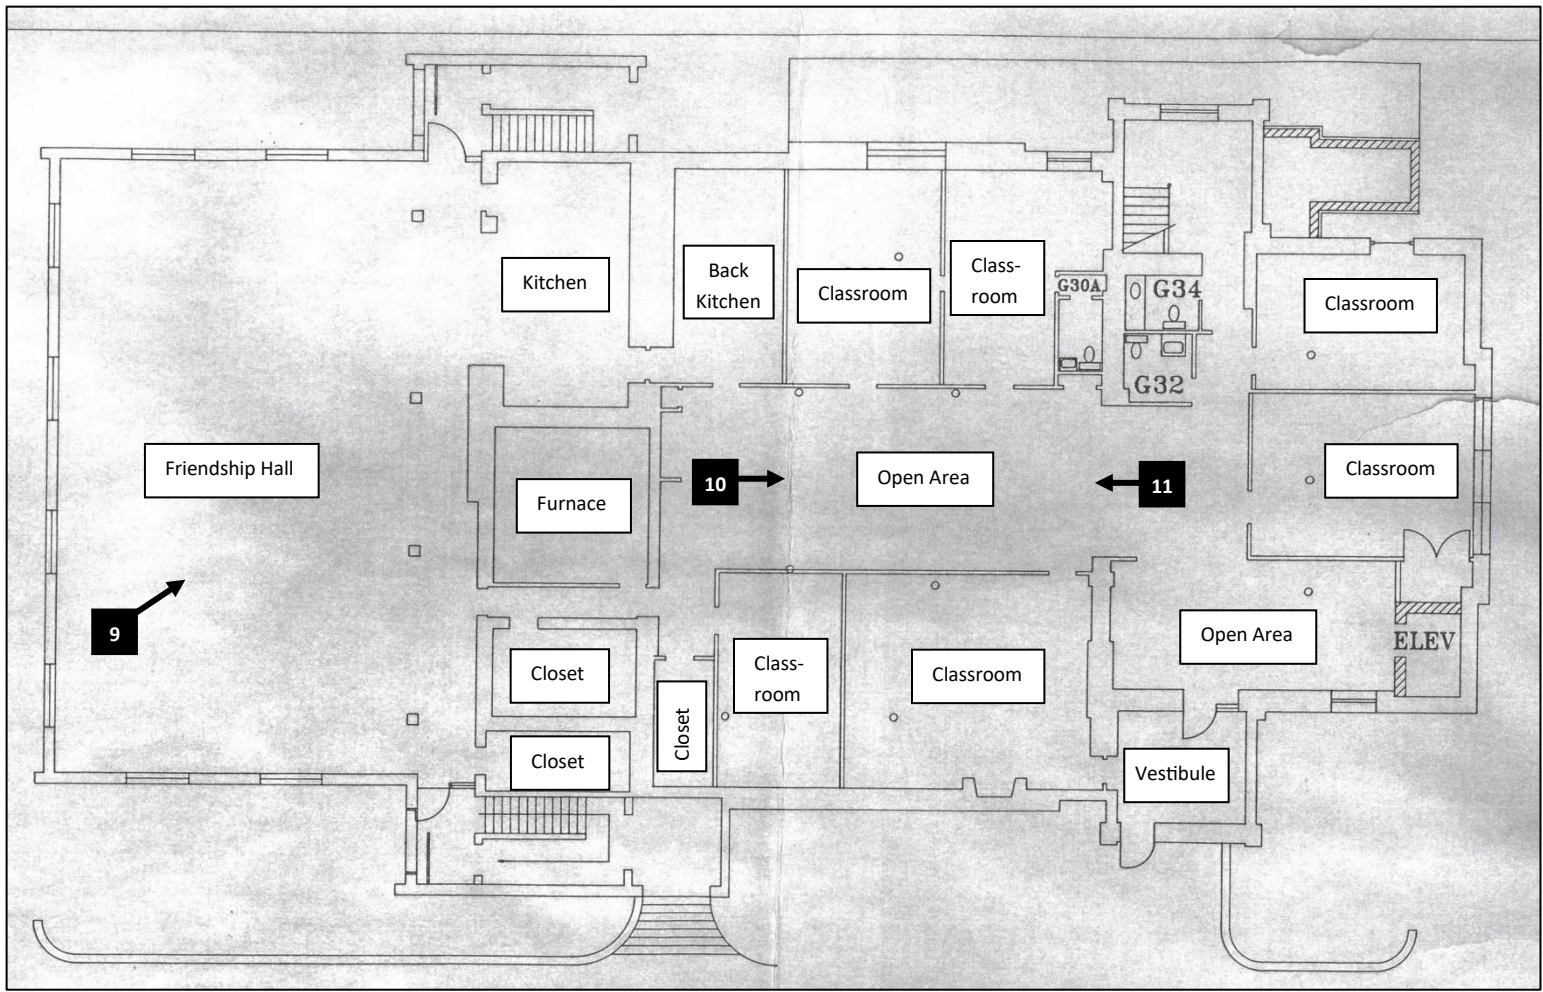 Kitchen
Back
Kitchen
Classroom
Class-
room
G30A
G34
G32
Classroom
Friendship Hall
Furnace
10
Open Area
11
Classroom
9
Closet
Closet
Closet
Class-
room
Classroom
Open Area
ELEV
Vestibule